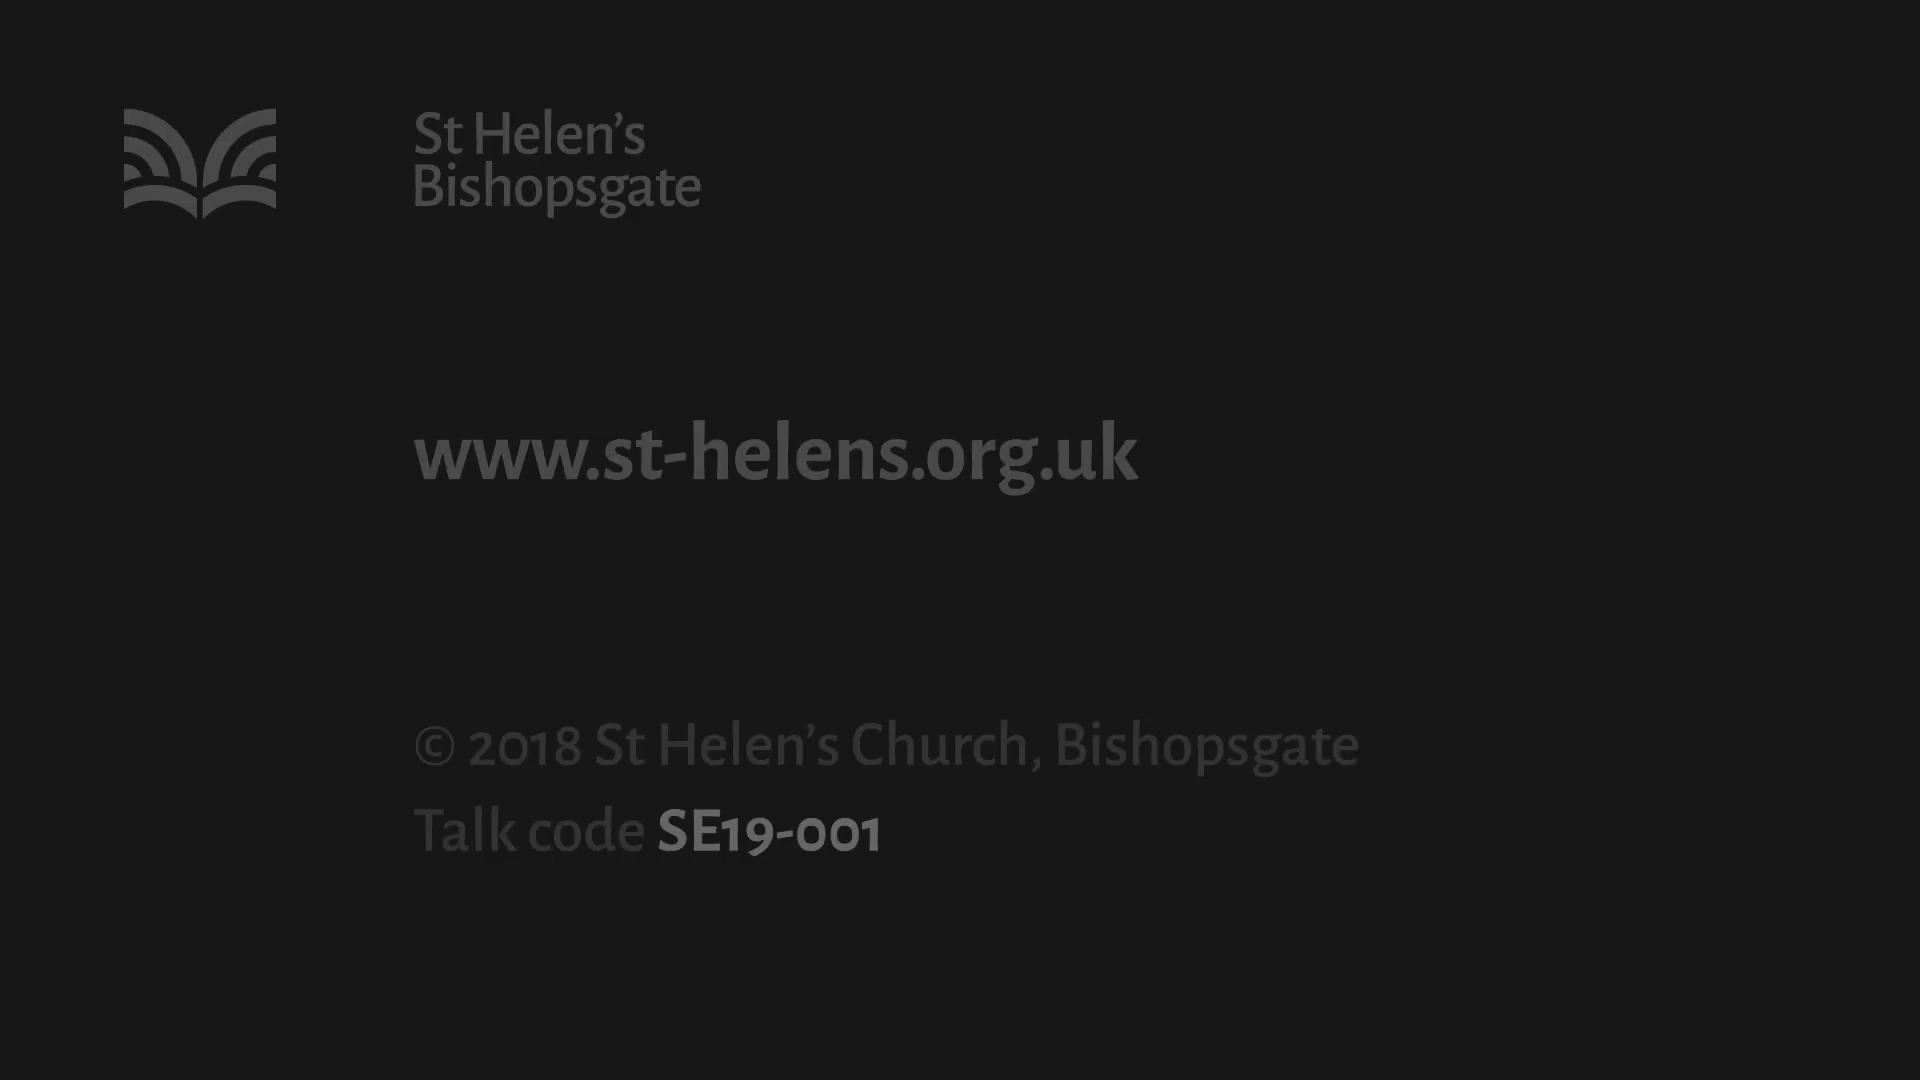 St Helen’s
Bishopsgate
www.st-helens.org.uk
© 2018 St Helen’s Church, Bishopsgate
Talk code SE19-001